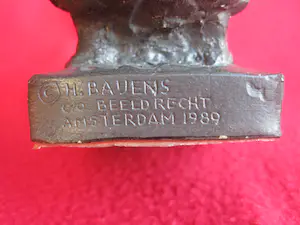 © H. BAUENS
C/O BEELDRECHT
AMSTERDAM 1989